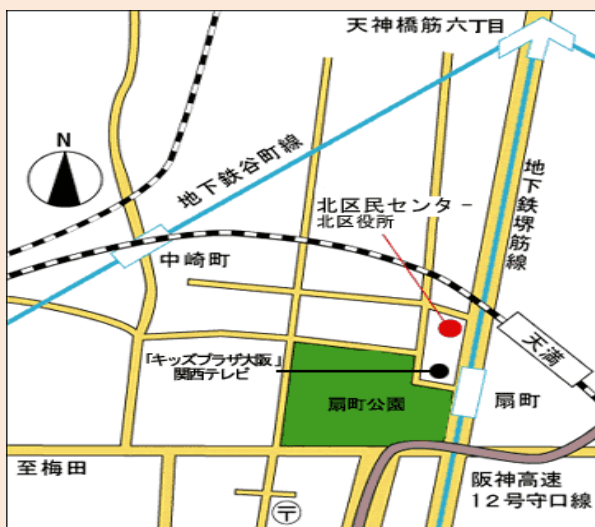 天神橋筋六丁目
N
地下鉄谷町線
地下鉄堺筋線
北区民センター
北区役所
中崎町
天満
「キッズプラザ大阪」
関西テレビ
扇町公園
扇町
至梅田
阪神高速
12号守口線
〒